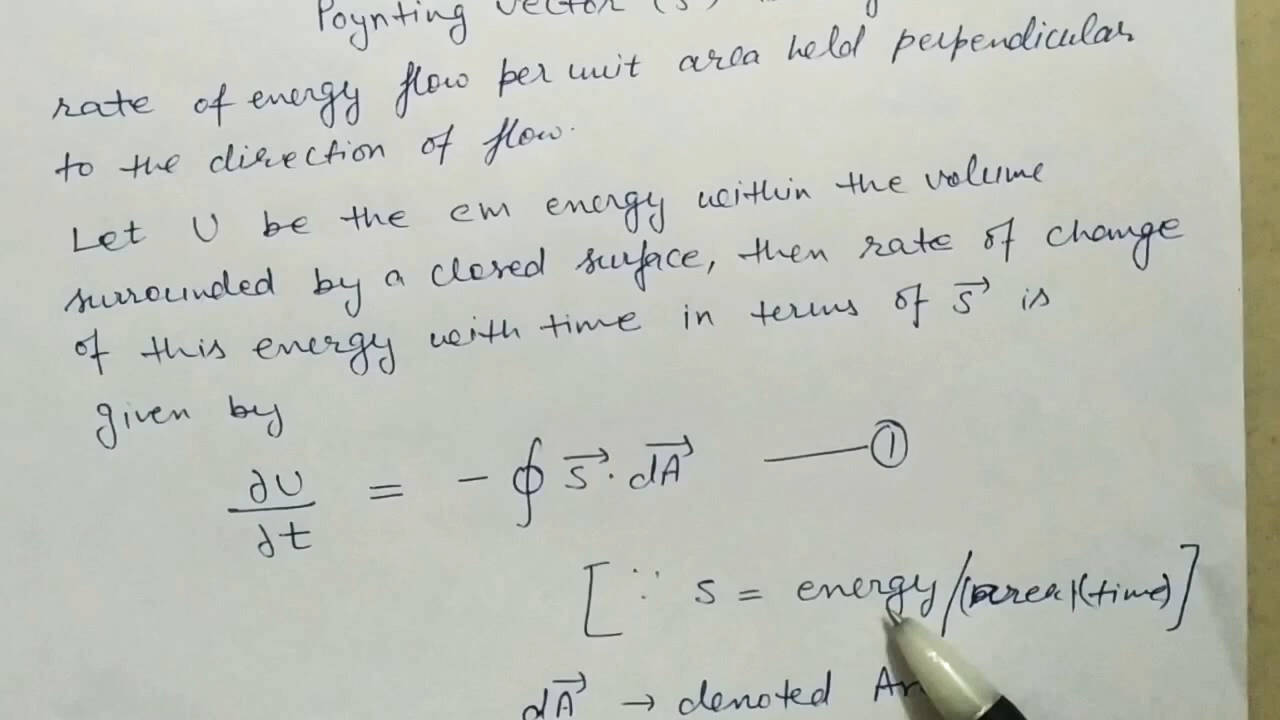 Poynting Vector (S)
rate of energy flow per unit area held perpendicular
to the direction of flow.
Let U be the em energy within the volume
surrounded by a closed surface, then rate of change
of this energy with time in terms of S⃗ is
given by
∂U/∂t = - ∮ S⃗ · dA⃗ —— ①
[ ∵ S = energy/(area)(time) ]
dA⃗ → denoted